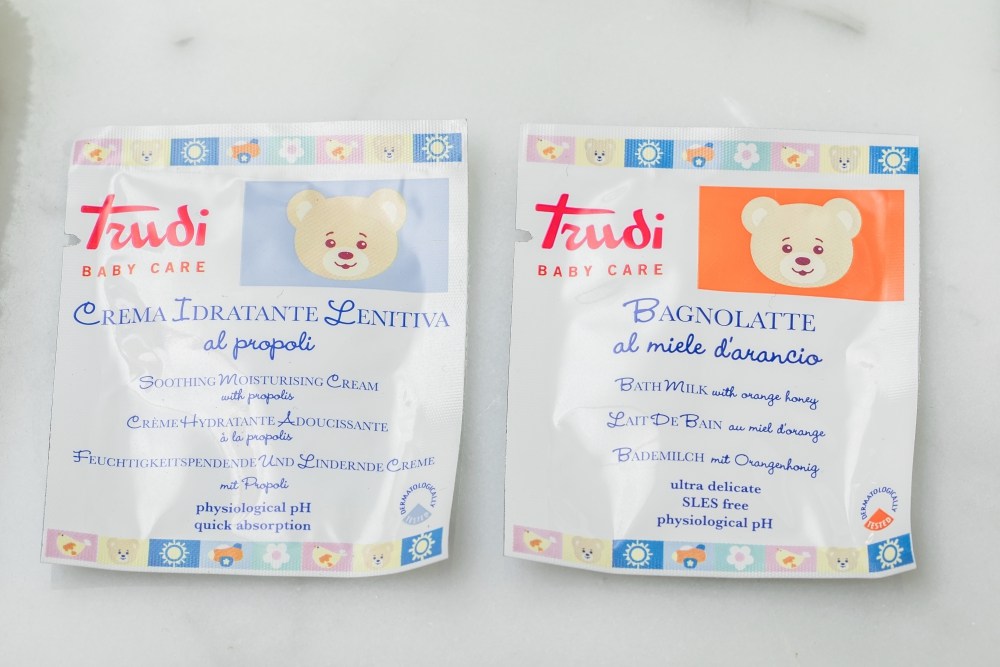 Trudi
BABY CARE
CREMA IDRATANTE LENITIVA
al propoli
SOOTHING MOISTURISING CREAM
with propolis
CRÈME HYDRATANTE ADOUCISSANTE
à la propolis
FEUCHTIGKEITSPENDENDE UND LINDERNDE CREME
mit Propoli
physiological pH
quick absorption
DERMATOLOGICALLY
TESTED
Trudi
BABY CARE
BAGNOLATTE
al miele d'arancio
BATH MILK with orange honey
LAIT DE BAIN au miel d'orange
BADEMILCH mit Orangenhonig
ultra delicate
SLES free
physiological pH
DERMATOLOGICALLY
TESTED